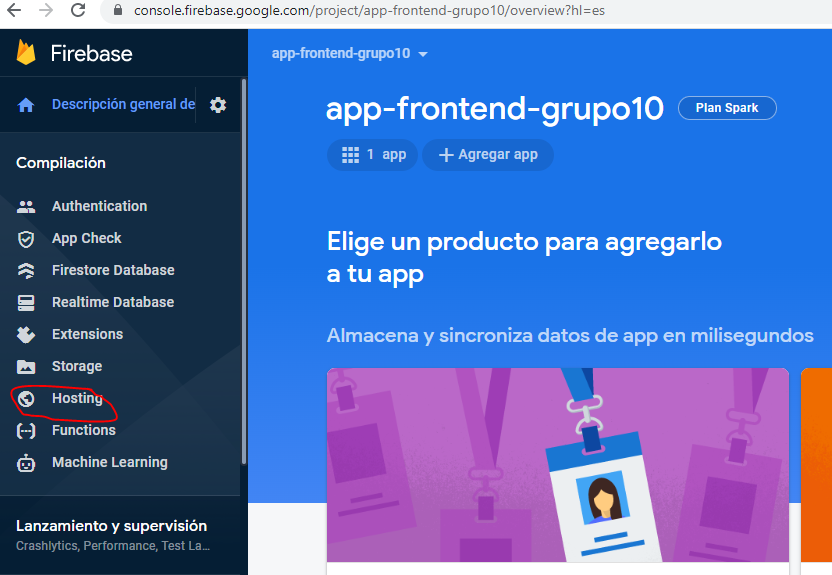 console.firebase.google.com/project/app-frontend-grupo10/overview?hl=es
Firebase
Descripción general de
Compilación
Authentication
App Check
Firestore Database
Realtime Database
Extensions
Storage
Hosting
Functions
Machine Learning
Lanzamiento y supervisión
Crashlytics, Performance, Test La...
app-frontend-grupo10
app-frontend-grupo10 Plan Spark
1 app + Agregar app
Elige un producto para agregarlo
a tu app
Almacena y sincroniza datos de app en milisegundos